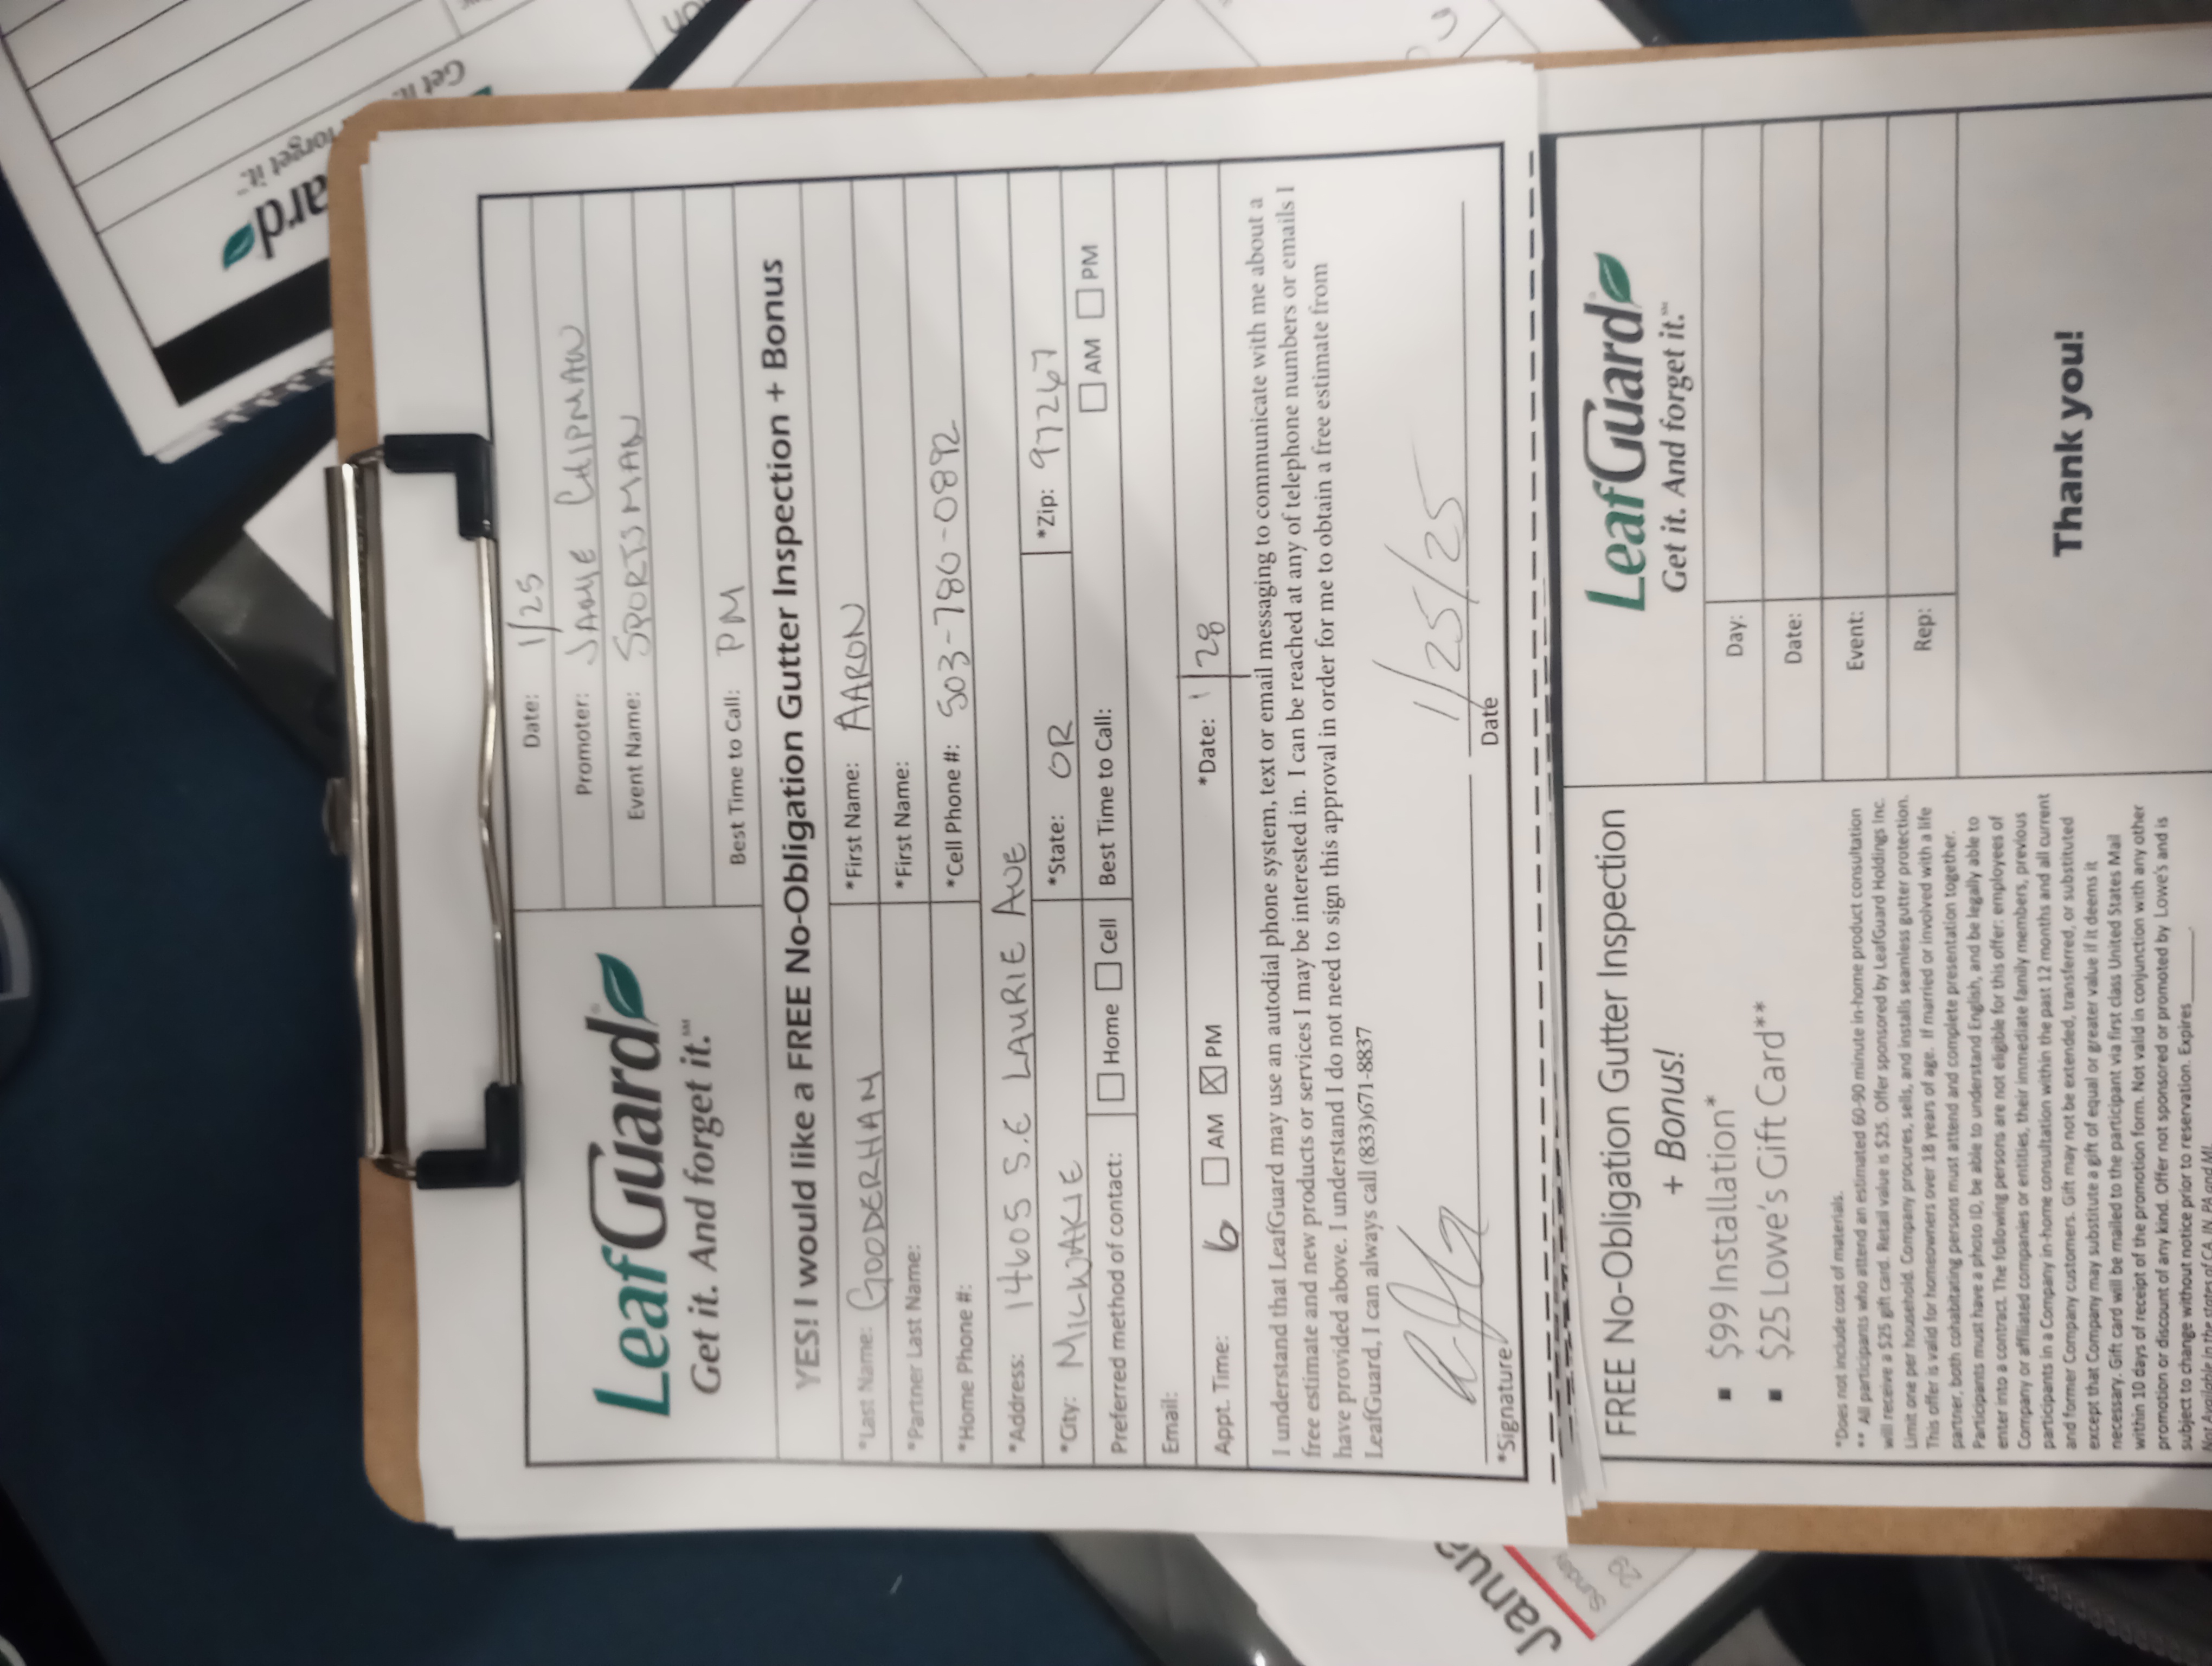 LeafGuard
Get it. And forget it.℠
Date: 1/25
Promoter: JAQUE CHIPMAN
Event Name: SPORTSMAN
Best Time to Call: PM
YES! I would like a FREE No-Obligation Gutter Inspection + Bonus
*Last Name: GOODERHAM *First Name: AARON
*Partner Last Name: *First Name:
*Home Phone #: *Cell Phone #: 503-780-0892
*Address: 14605 S.E LAURIE AVE
*City: MILWAKIE *State: OR *Zip: 97267
Preferred method of contact: Home Cell Best Time to Call: AM PM
Email:
Appt. Time: 6 AM PM *Date: 1/28
I understand that LeafGuard may use an autodial phone system, text or email messaging to communicate with me about a
free estimate and new products or services I may be interested in. I can be reached at any of telephone numbers or emails I
have provided above. I understand I do not need to sign this approval in order for me to obtain a free estimate from
LeafGuard, I can always call (833)671-8837
1/25/25
*Signature Date
FREE No-Obligation Gutter Inspection
+ Bonus!
▪ $99 Installation*
▪ $25 Lowe's Gift Card**
*Does not include cost of materials.
** All participants who attend an estimated 60-90 minute in-home product consultation
will receive a $25 gift card. Retail value is $25. Offer sponsored by LeafGuard Holdings Inc.
Limit one per household. Company procures, sells, and installs seamless gutter protection.
This offer is valid for homeowners over 18 years of age. If married or involved with a life
partner, both cohabitating persons must attend and complete presentation together.
Participants must have a photo ID, be able to understand English, and be legally able to
enter into a contract. The following persons are not eligible for this offer: employees of
Company or affiliated companies or entities, their immediate family members, previous
participants in a Company in-home consultation within the past 12 months and all current
and former Company customers. Gift may not be extended, transferred, or substituted
except that Company may substitute a gift of equal or greater value if it deems it
necessary. Gift card will be mailed to the participant via first class United States Mail
within 10 days of receipt of the promotion form. Not valid in conjunction with any other
promotion or discount of any kind. Offer not sponsored or promoted by Lowe's and is
subject to change without notice prior to reservation. Expires________.
Not Available in the states of CA, IN, PA and MI.
LeafGuard
Get it. And forget it.℠
Day:
Date:
Event:
Rep:
Thank you!
Janua
Sunday
29
ard
forget it.℠
Get it.